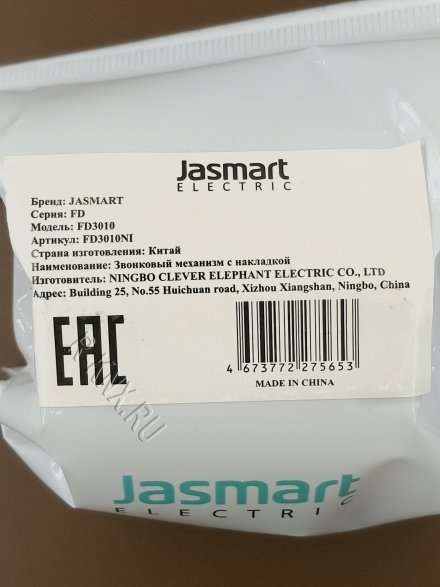 Jasmart
ELECTRIC
Бренд: JASMART
Серия: FD
Модель: FD3010
Артикул: FD3010NI
Страна изготовления: Китай
Наименование: Звонковый механизм с накладкой
Изготовитель: NINGBO CLEVER ELEPHANT ELECTRIC CO., LTD
Адрес: Building 25, No.55 Huichuan road, Xizhou Xiangshan, Ningbo, China
EAC
4 673772 275653
MADE IN CHINA
Jasmart
ELECTRIC